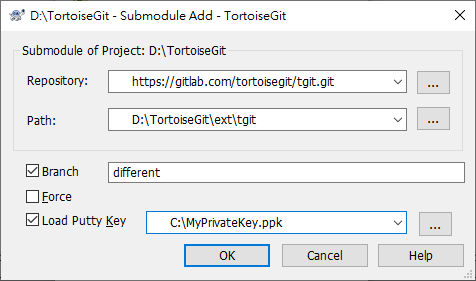 D:\TortoiseGit - Submodule Add - TortoiseGit
Submodule of Project: D:\TortoiseGit
Repository: https://gitlab.com/tortoisegit/tgit.git ...
Path: D:\TortoiseGit\ext\tgit ...
Branch different
Force
Load Putty Key C:\MyPrivateKey.ppk ...
OK Cancel Help